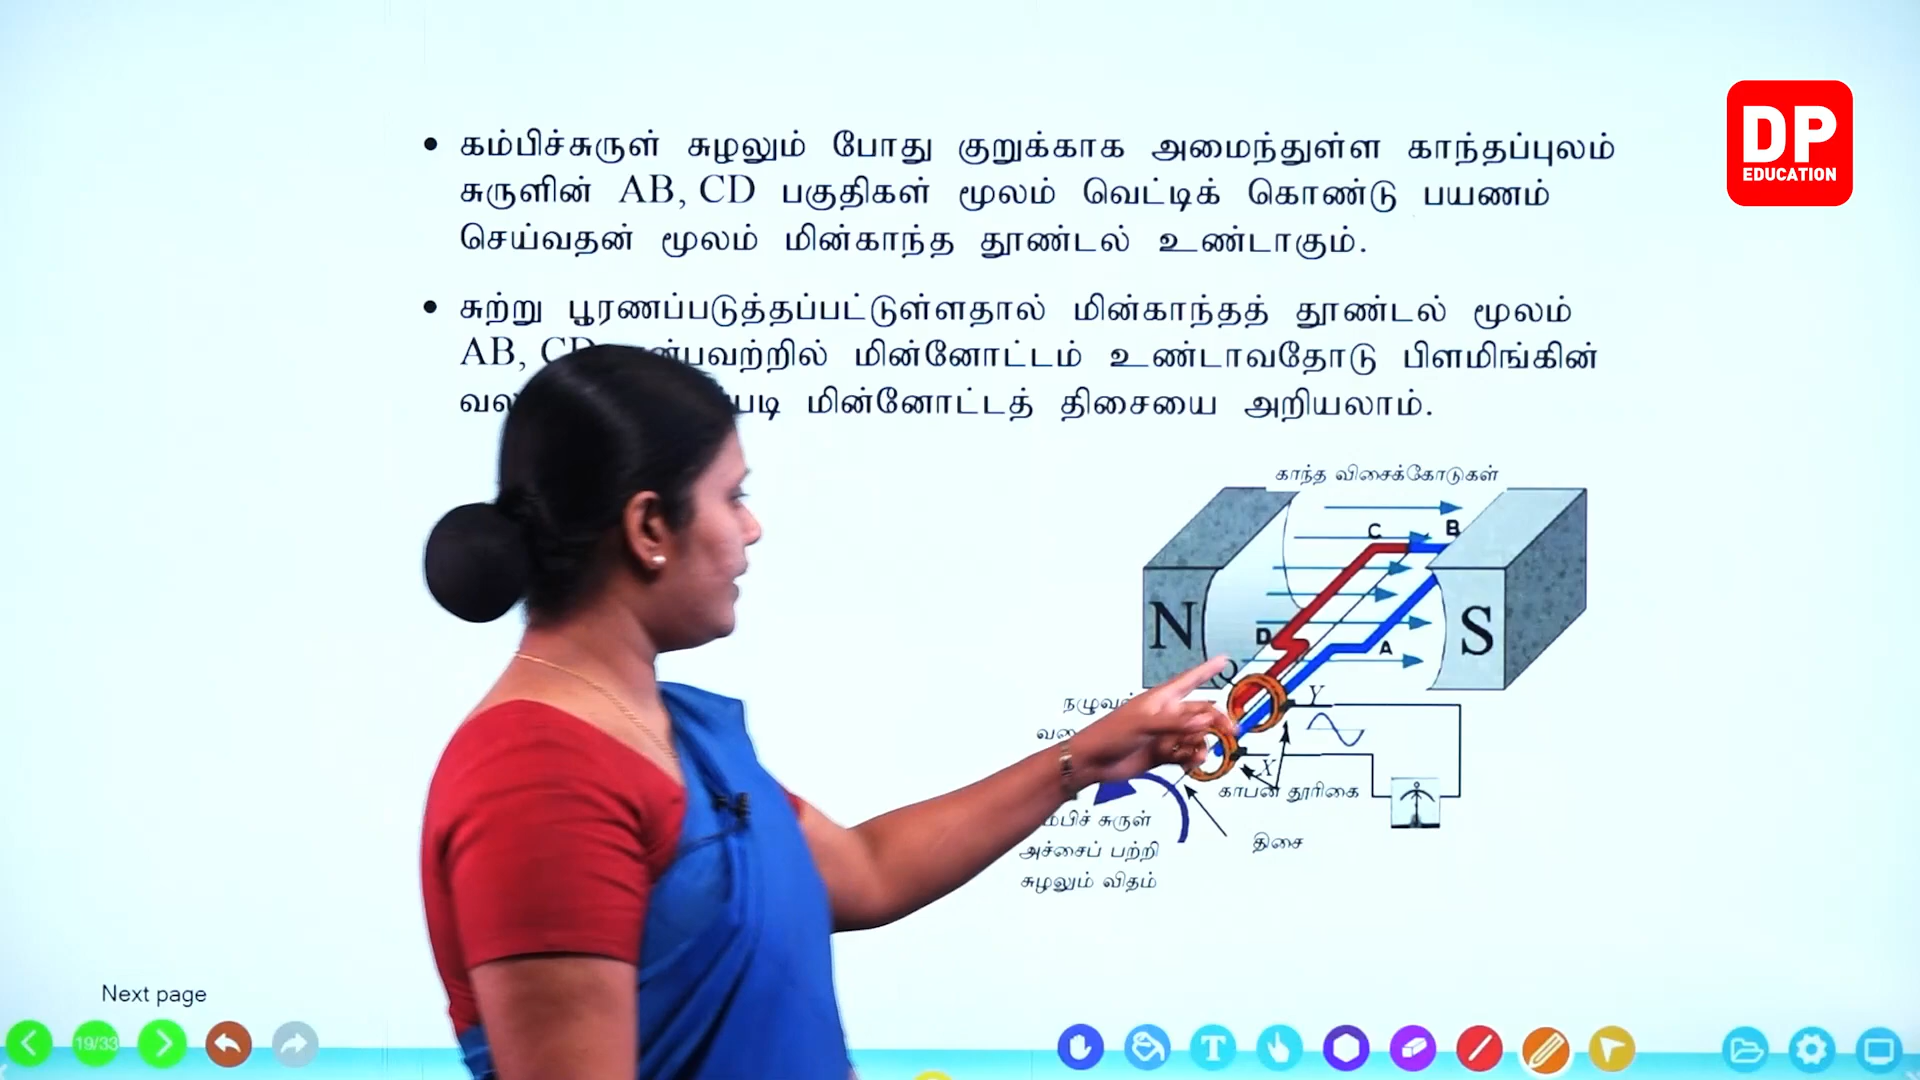 DP
EDUCATION
• கம்பிச்சுருள் சுழலும் போது குறுக்காக அமைந்துள்ள காந்தப்புலம்
சுருளின் AB, CD பகுதிகள் மூலம் வெட்டிக் கொண்டு பயணம்
செய்வதன் மூலம் மின்காந்த தூண்டல் உண்டாகும்.
• சுற்று பூரணப்படுத்தப்பட்டுள்ளதால் மின்காந்தத் தூண்டல் மூலம்
AB, CD மின்னோட்டம் உண்டாவதோடு பிளமிங்கின்
மின்னோட்டத் திசையை அறியலாம்.
காந்த விசைக்கோடுகள்
C B
N S
D A
Q Y
X
காபன் தூரிகை
திசை
சுருள்
அச்சைப் பற்றி
சுழலும் விதம்
Next page
19/33
T